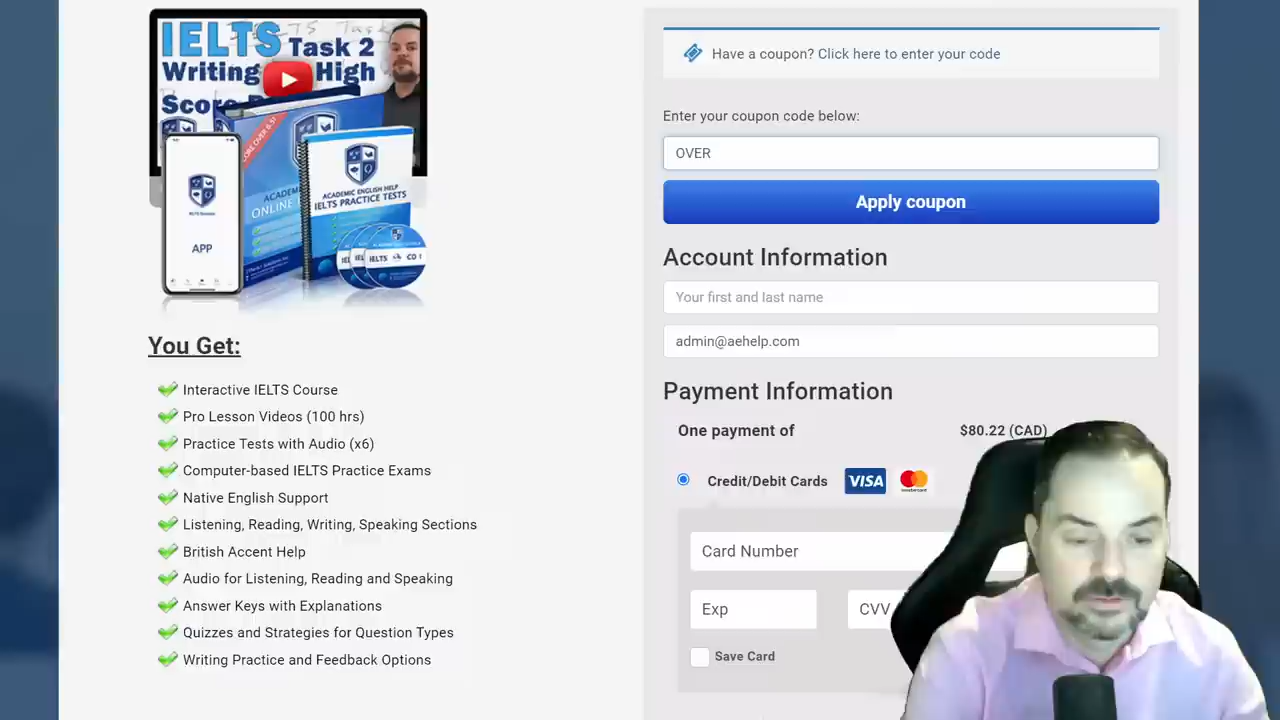 IELTS Task 2
Writing High
Score
APP
ACADEMIC ENGLISH HELP
IELTS PRACTICE TESTS
IELTS CD 1
You Get:
Interactive IELTS Course
Pro Lesson Videos (100 hrs)
Practice Tests with Audio (x6)
Computer-based IELTS Practice Exams
Native English Support
Listening, Reading, Writing, Speaking Sections
British Accent Help
Audio for Listening, Reading and Speaking
Answer Keys with Explanations
Quizzes and Strategies for Question Types
Writing Practice and Feedback Options
Have a coupon? Click here to enter your code
Enter your coupon code below:
OVER
Apply coupon
Account Information
Your first and last name
admin@aehelp.com
Payment Information
One payment of $80.22 (CAD)
Credit/Debit Cards VISA
Card Number
Exp CVV
Save Card